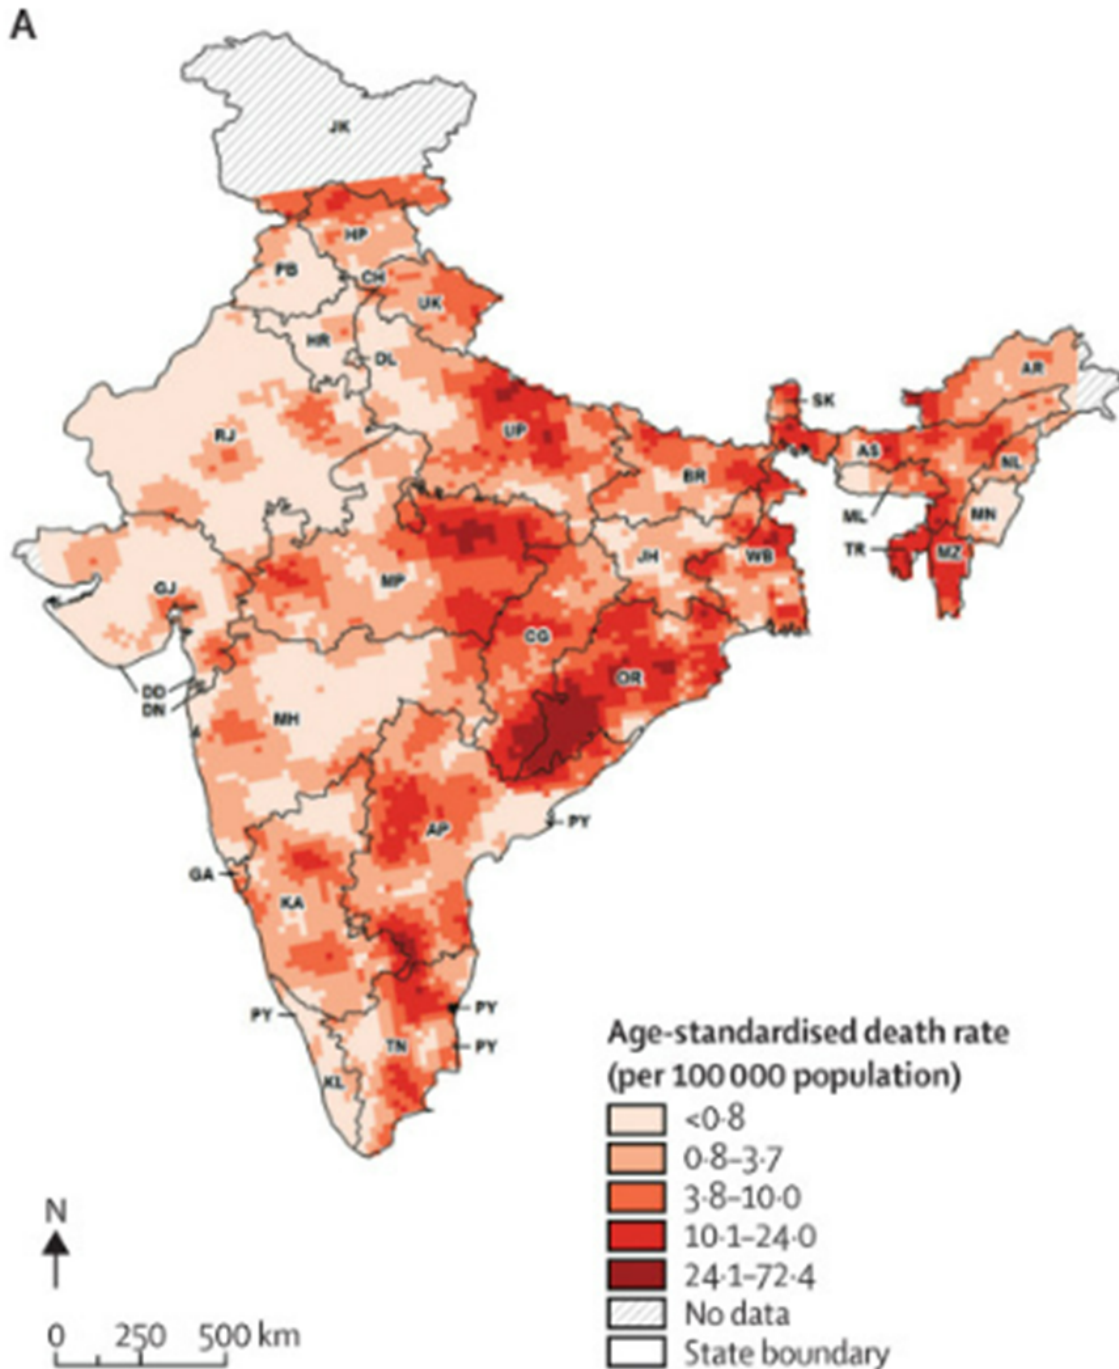 A
JK
HP
PB
CH
UK
HR
DL
AR
SK
RJ
UP
AS
NL
BR
ML
MN
TR
MZ
JH
WB
GJ
MP
CG
OR
DD
DN
MH
AP
PY
GA
KA
PY
PY
TN
PY
KL
Age-standardised death rate
(per 100 000 population)
<0·8
0·8–3·7
3·8–10·0
10·1–24·0
24·1–72·4
No data
State boundary
N
0 250 500 km